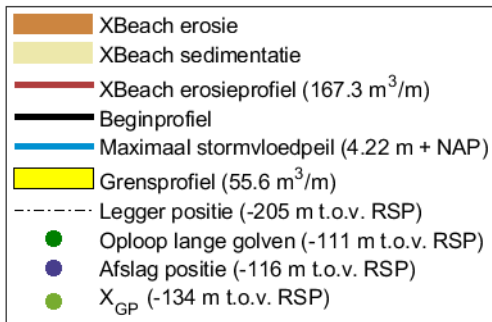 XBeach erosie
XBeach sedimentatie
XBeach erosieprofiel (167.3 m³/m)
Beginprofiel
Maximaal stormvloedpeil (4.22 m + NAP)
Grensprofiel (55.6 m³/m)
Legger positie (-205 m t.o.v. RSP)
Oploop lange golven (-111 m t.o.v. RSP)
Afslag positie (-116 m t.o.v. RSP)
X_GP (-134 m t.o.v. RSP)